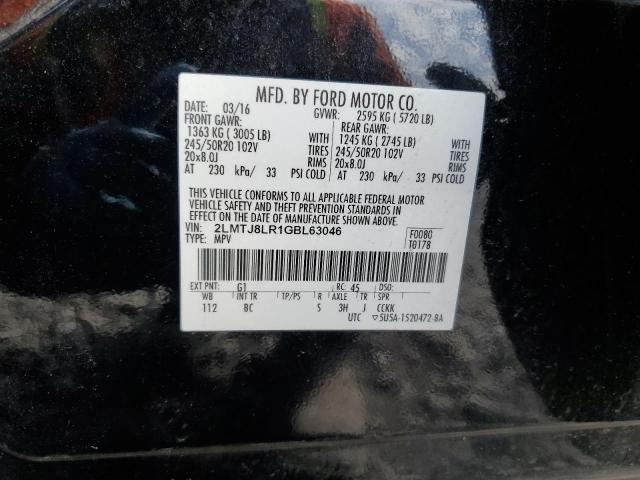 MFD. BY FORD MOTOR CO.
DATE: 03/16 GVWR: 2595 KG ( 5720 LB)
FRONT GAWR: REAR GAWR:
1363 KG ( 3005 LB) WITH 1245 KG ( 2745 LB) WITH
245/50R20 102V TIRES 245/50R20 102V TIRES
20x8.0J RIMS 20x8.0J RIMS
AT 230 kPa/ 33 PSI COLD AT 230 kPa/ 33 PSI COLD
THIS VEHICLE CONFORMS TO ALL APPLICABLE FEDERAL MOTOR
VEHICLE SAFETY AND THEFT PREVENTION STANDARDS IN
EFFECT ON THE DATE OF MANUFACTURE SHOWN ABOVE.
VIN: 2LMTJ8LR1GBL63046 F0080
TYPE: MPV T0178
EXT PNT: G1 RC: 45 DSO:
WB INT TR TP/PS R AXLE TR SPR
112 BC S 3H J CCKK
UTC ▽5U5A-1520472-BA